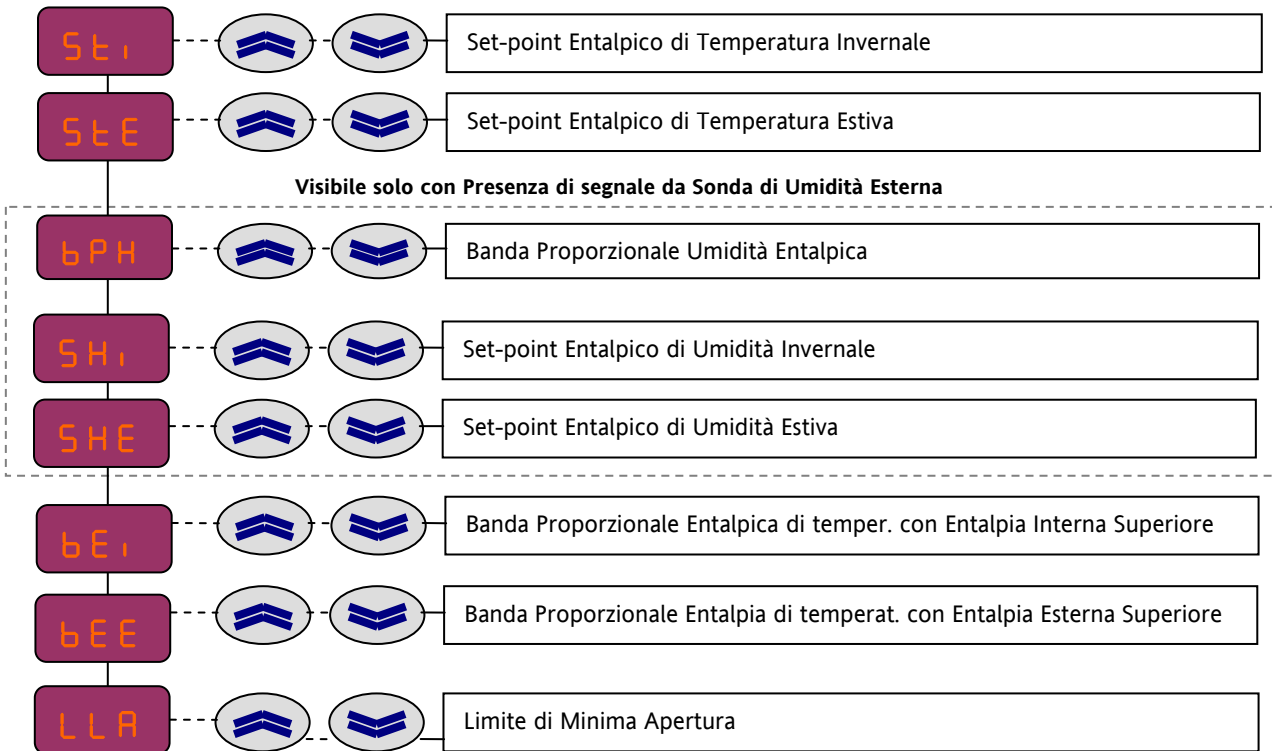 Stı Set-point Entalpico di Temperatura Invernale
StE Set-point Entalpico di Temperatura Estiva
Visibile solo con Presenza di segnale da Sonda di Umidità Esterna
bPH Banda Proporzionale Umidità Entalpica
SHı Set-point Entalpico di Umidità Invernale
SHE Set-point Entalpico di Umidità Estiva
bEı Banda Proporzionale Entalpica di temper. con Entalpia Interna Superiore
bEE Banda Proporzionale Entalpia di temperat. con Entalpia Esterna Superiore
LLA Limite di Minima Apertura